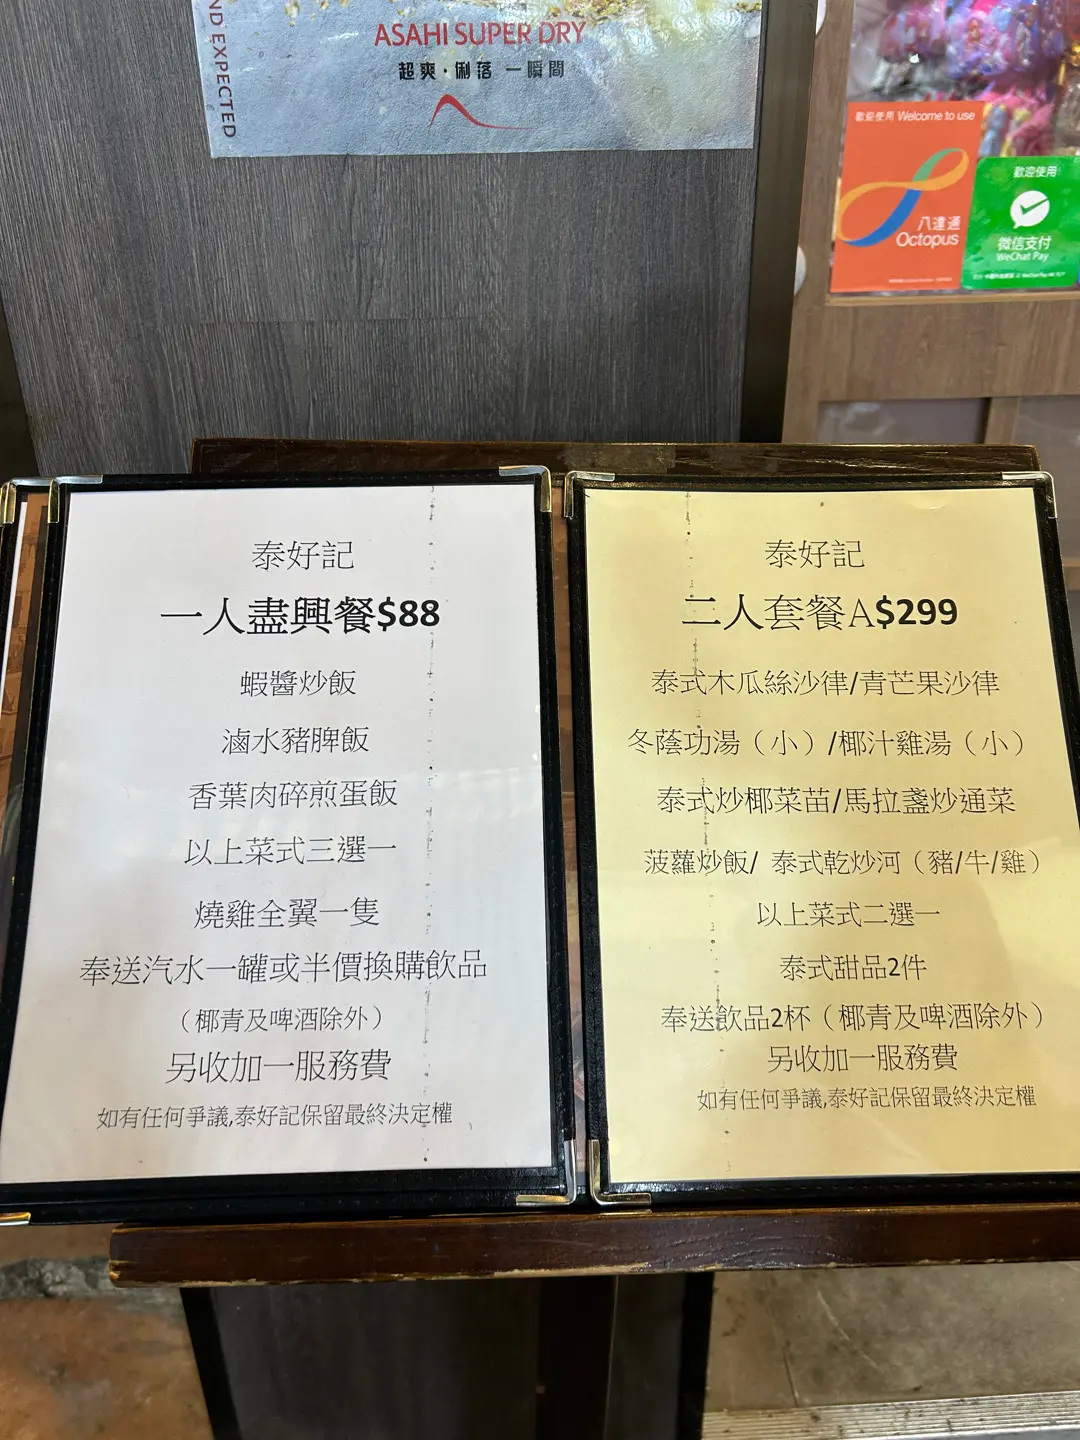 ND EXPECTED
ASAHI SUPER DRY
超爽·俐落 一瞬間
歡迎使用 Welcome to use
八達通
Octopus
歡迎使用
微信支付
WeChat Pay
泰好記
一人盡興餐$88
蝦醬炒飯
滷水豬脾飯
香葉肉碎煎蛋飯
以上菜式三選一
燒雞全翼一隻
奉送汽水一罐或半價換購飲品
（椰青及啤酒除外）
另收加一服務費
如有任何爭議,泰好記保留最終決定權
泰好記
二人套餐A$299
泰式木瓜絲沙律/青芒果沙律
冬蔭功湯（小）/椰汁雞湯（小）
泰式炒椰菜苗/馬拉盞炒通菜
菠蘿炒飯/ 泰式乾炒河（豬/牛/雞）
以上菜式二選一
泰式甜品2件
奉送飲品2杯（椰青及啤酒除外）
另收加一服務費
如有任何爭議,泰好記保留最終決定權